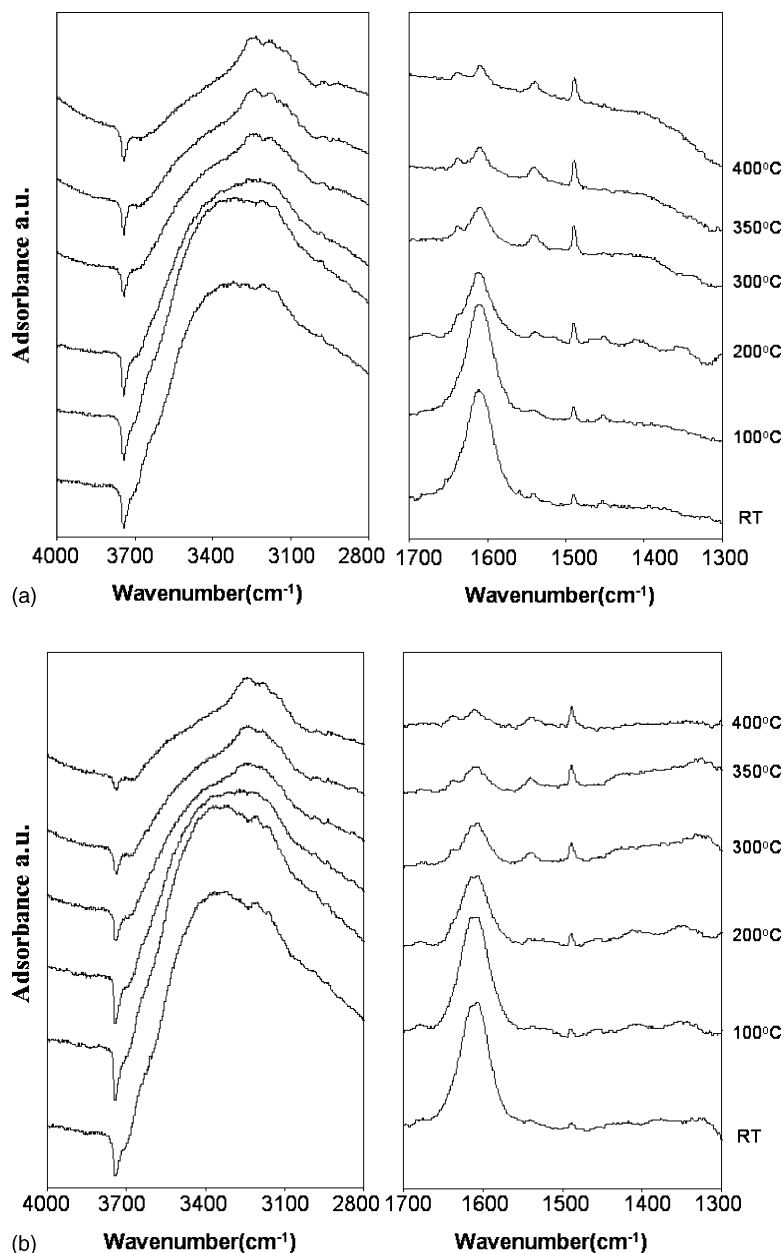 400°C
350°C
300°C
200°C
100°C
RT
Adsorbance a.u.
4000 3700 3400 3100 2800
1700 1600 1500 1400 1300
Wavenumber(cm-1)
Wavenumber(cm-1)
(a)
400°C
350°C
300°C
200°C
100°C
RT
Adsorbance a.u.
4000 3700 3400 3100 2800
1700 1600 1500 1400 1300
Wavenumber(cm-1)
Wavenumber(cm-1)
(b)